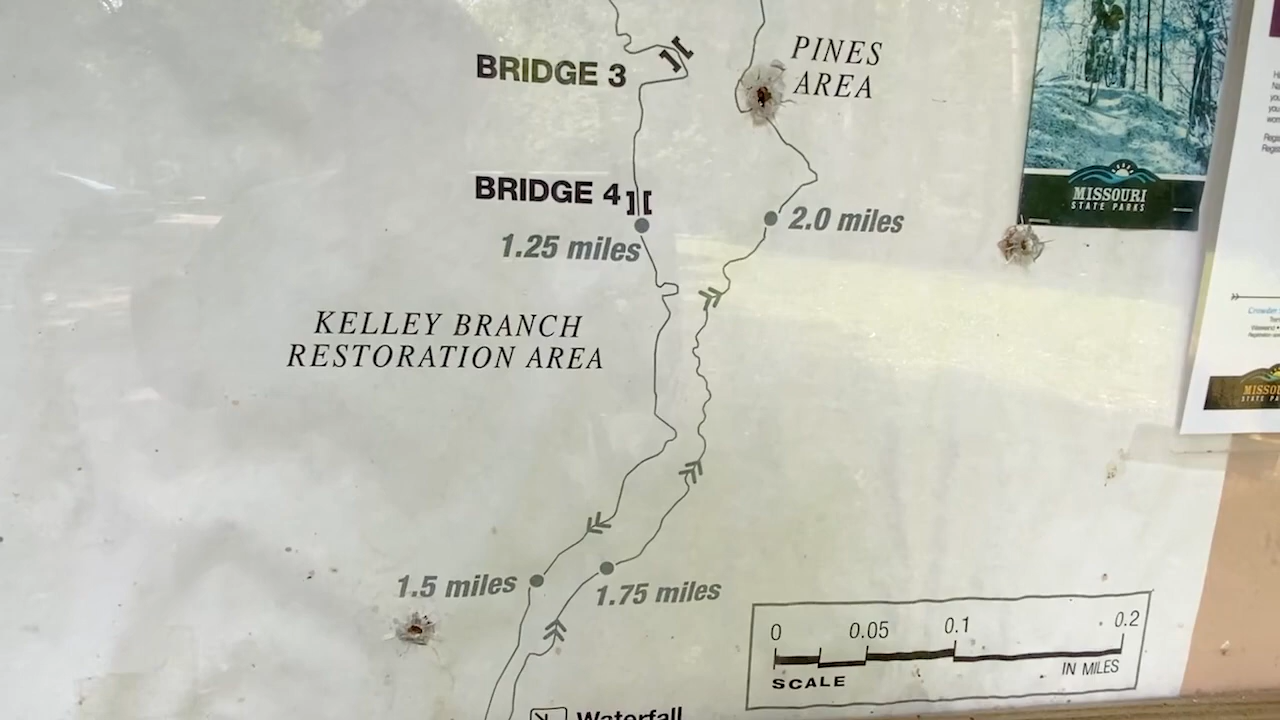 BRIDGE 3
PINES
AREA
BRIDGE 4
1.25 miles
2.0 miles
KELLEY BRANCH
RESTORATION AREA
1.5 miles
1.75 miles
0 0.05 0.1 0.2
SCALE
IN MILES
Waterfall
MISSOURI
STATE PARKS